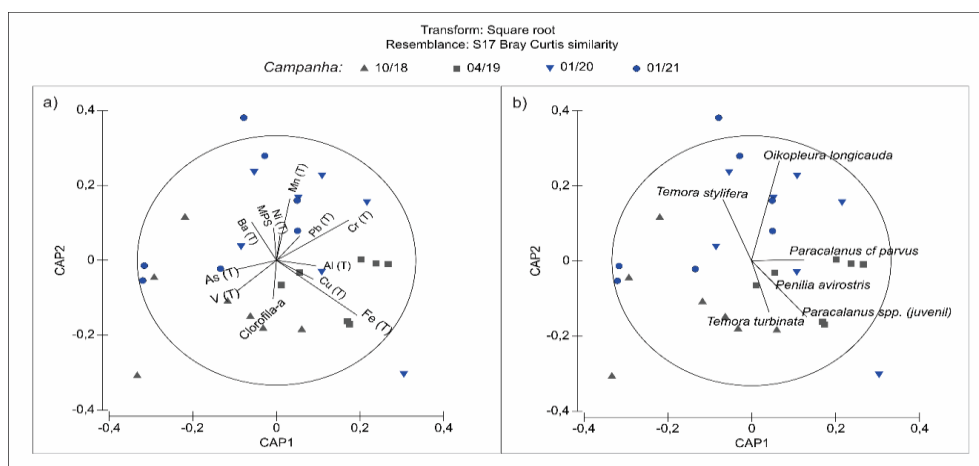 Transform: Square root
Resemblance: S17 Bray Curtis similarity
Campanha: 10/18 04/19 01/20 01/21
a)
0,4
0,2
0
-0,2
-0,4
CAP2
Mn (T)
Ni (T)
MPS
Ba (T)
Pb (T)
Cr (T)
As (T)
Al (T)
Cu (T)
V (T)
Clorofila-a
Fe (T)
-0,4 -0,2 0 0,2 0,4
CAP1
b)
0,4
0,2
0
-0,2
-0,4
CAP2
Oikopleura longicauda
Temora stylifera
Paracalanus cf parvus
Penilia avirostris
Paracalanus spp. (juvenil)
Temora turbinata
-0,4 -0,2 0 0,2 0,4
CAP1